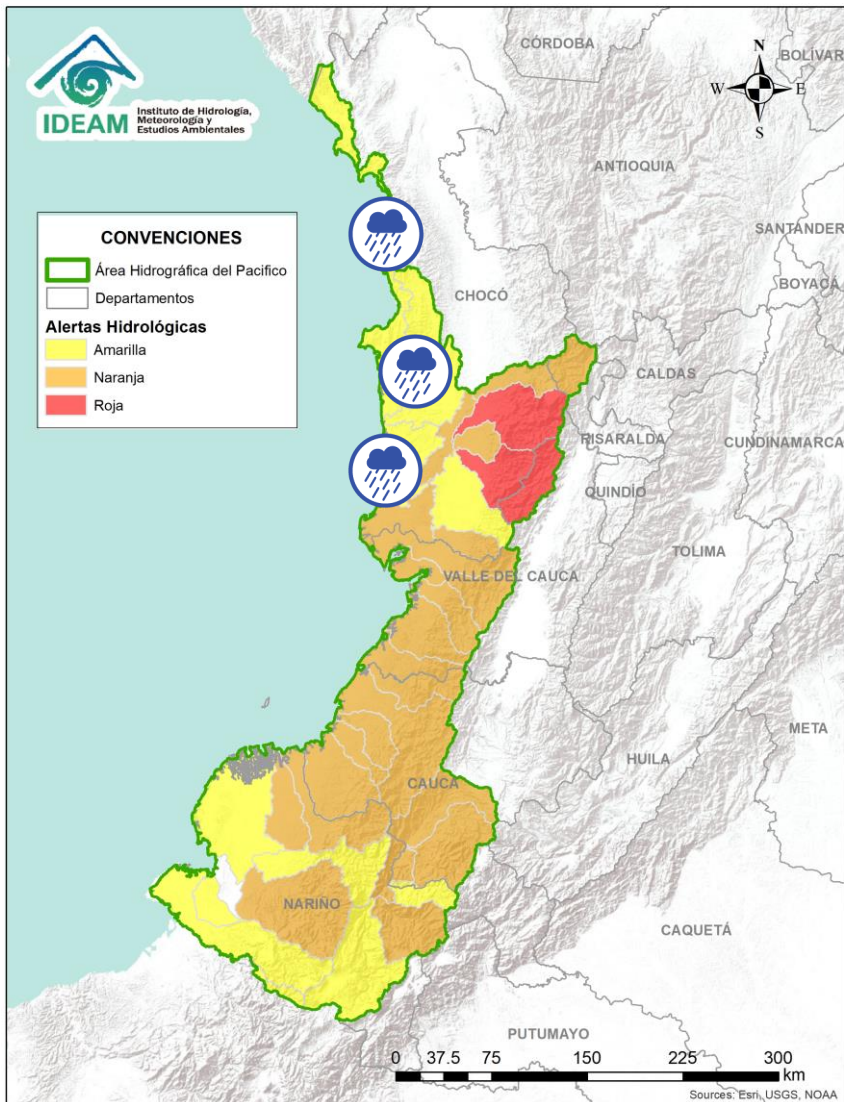 IDEAM
Instituto de Hidrología,
Meteorología y
Estudios Ambientales
CÓRDOBA
BOLÍVAR
N
W
E
S
ANTIOQUIA
SANTANDER
BOYACÁ
CONVENCIONES
Área Hidrográfica del Pacifico
Departamentos
Alertas Hidrológicas
Amarilla
Naranja
Roja
CHOCÓ
CALDAS
RISARALDA
CUNDINAMARCA
QUINDÍO
TOLIMA
VALLE DEL CAUCA
META
HUILA
CAUCA
NARIÑO
CAQUETÁ
PUTUMAYO
0 37.5 75 150 225 300
km
Sources: Esri, USGS, NOAA